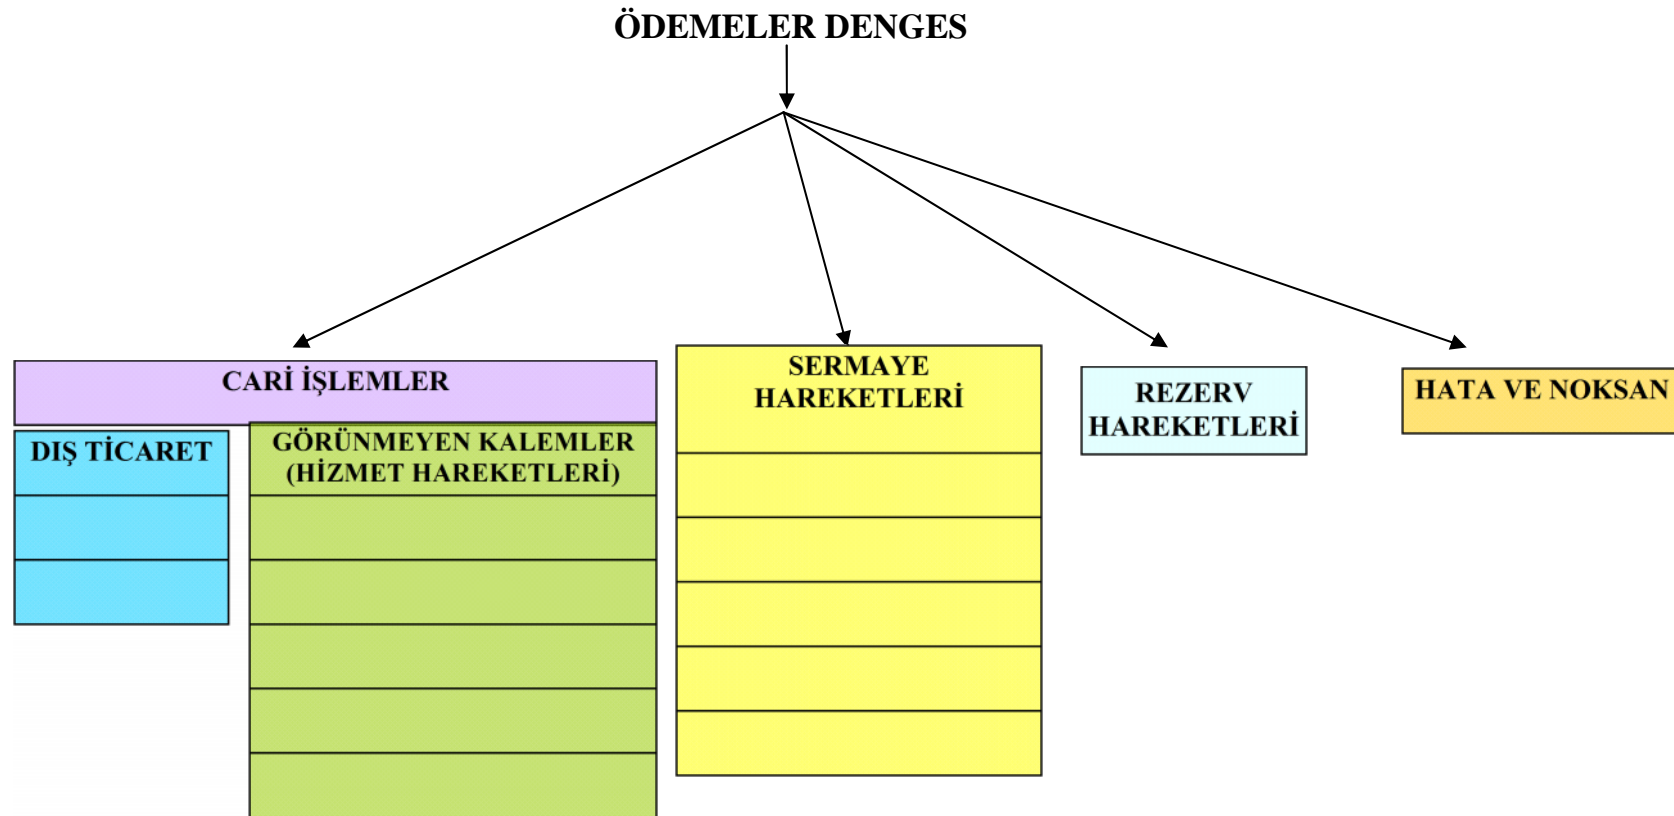 ÖDEMELER DENGES
CARİ İŞLEMLER
DIŞ TİCARET
GÖRÜNMEYEN KALEMLER
(HİZMET HAREKETLERİ)
SERMAYE
HAREKETLERİ
REZERV
HAREKETLERİ
HATA VE NOKSAN